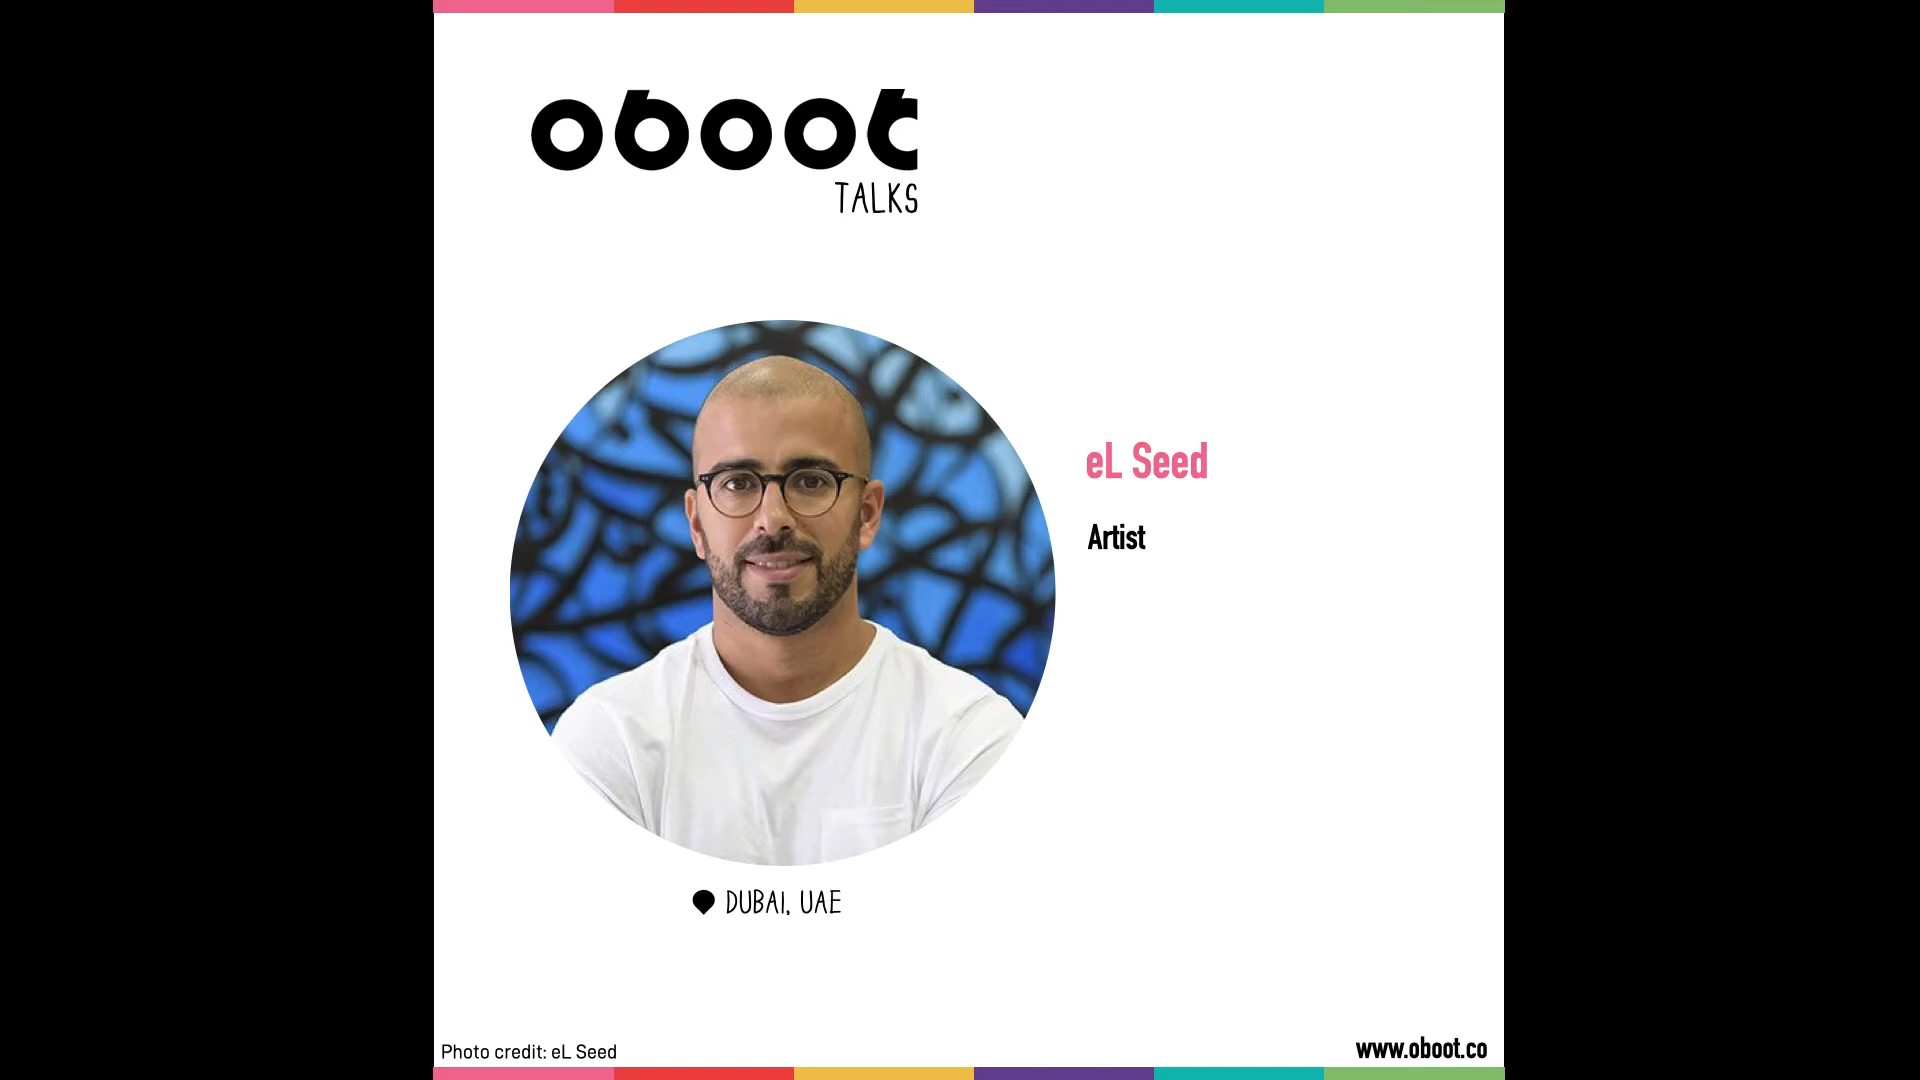 oboot
TALKS
eL Seed
Artist
DUBAI, UAE
Photo credit: eL Seed
www.oboot.co